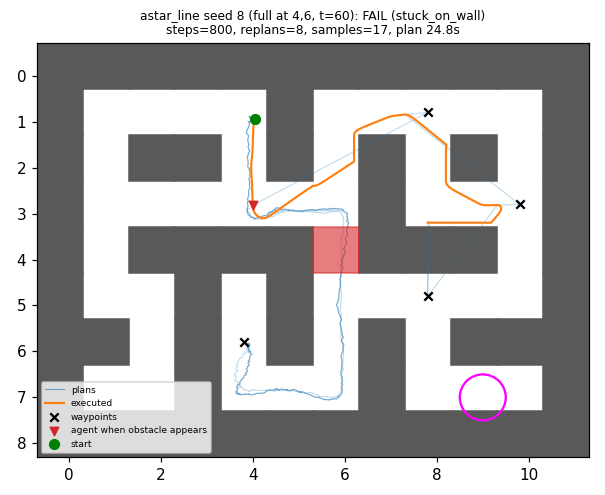 astar_line seed 8 (full at 4,6, t=60): FAIL (stuck_on_wall)
steps=800, replans=8, samples=17, plan 24.8s
0
1
2
3
4
5
6
7
8
plans
executed
waypoints
agent when obstacle appears
start
0
2
4
6
8
10